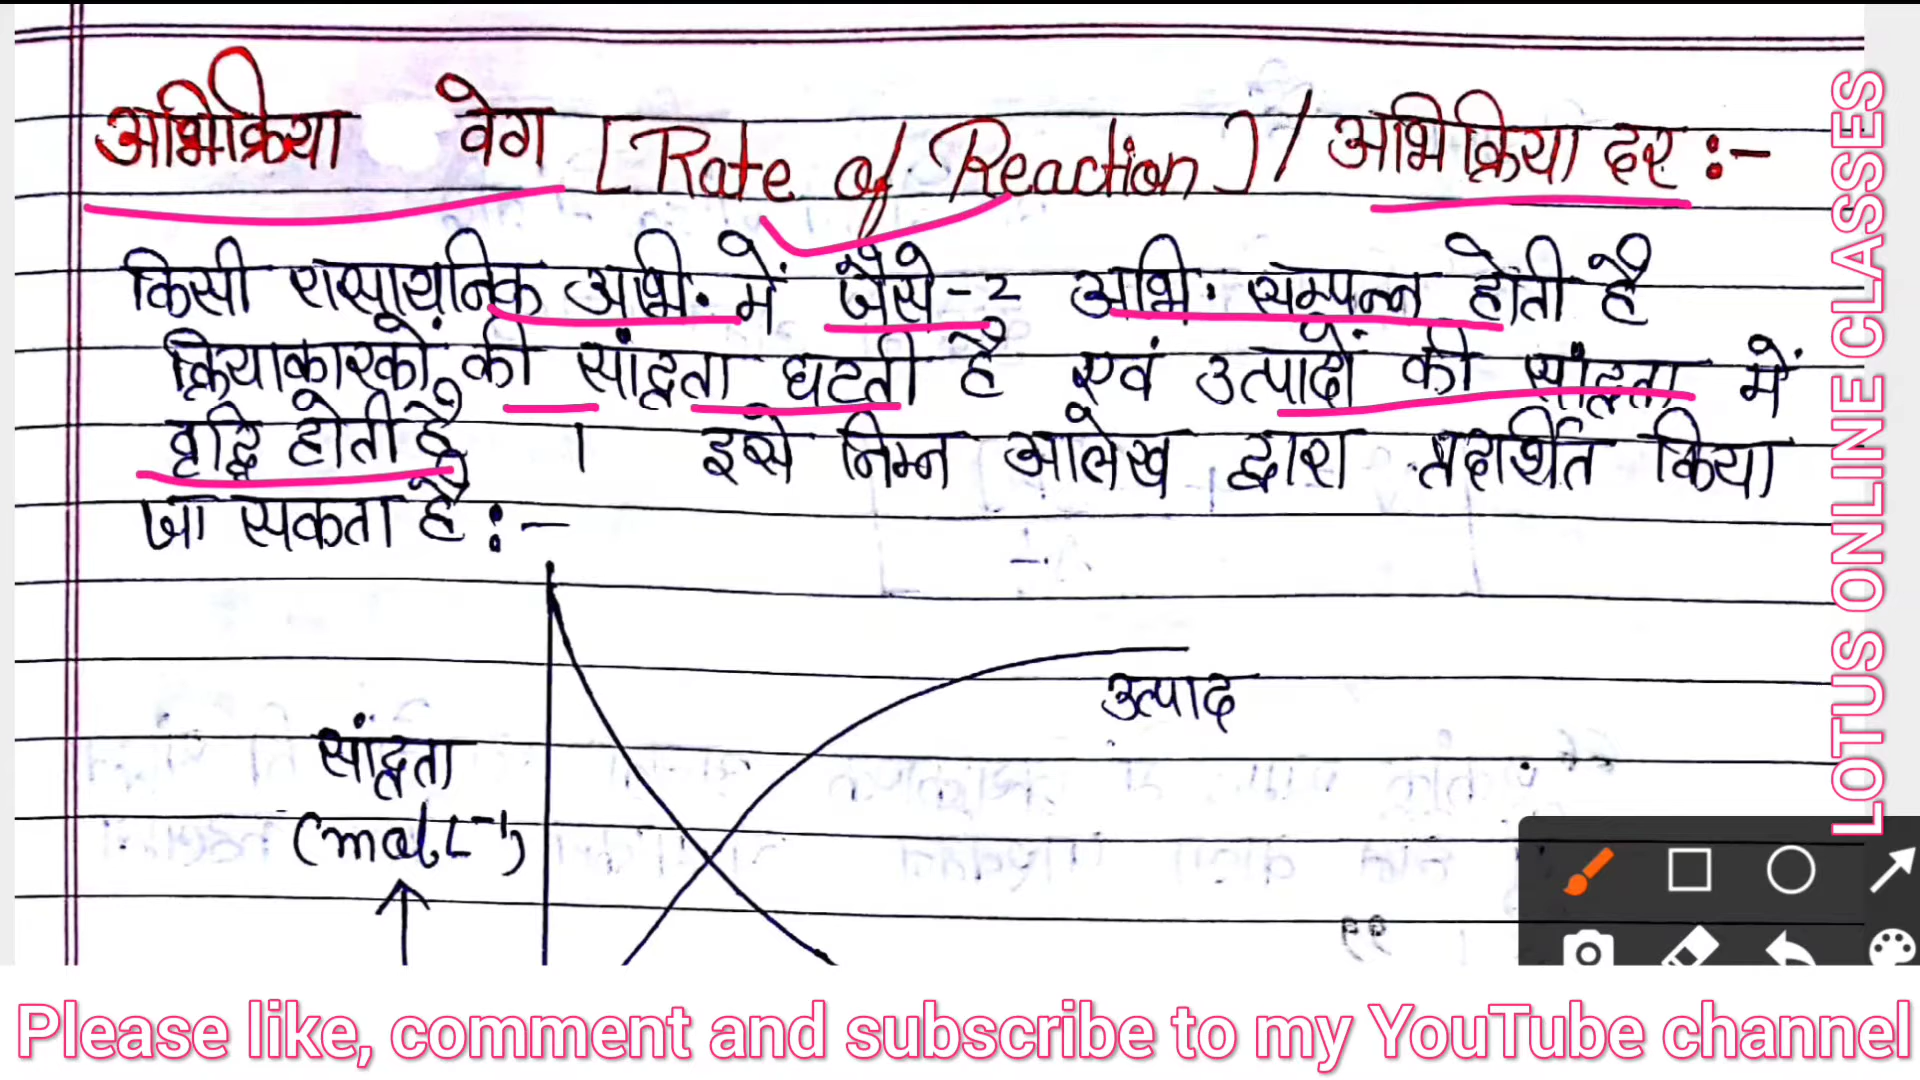 अभिक्रिया वेग [Rate of Reaction] / अभिक्रिया दर :-
किसी रासायनिक अभि. में जैसे-2 अभि. सम्पन्न होती है
क्रियाकारकों की सांद्रता घटती है एवं उत्पादों की सांद्रता में
वृद्धि होती है । इसे निम्न आलेख द्वारा प्रदर्शित किया
जा सकता है :-
उत्पाद
सांद्रता
(mol L⁻¹)
LOTUS ONLINE CLASSES
Please like, comment and subscribe to my YouTube channel